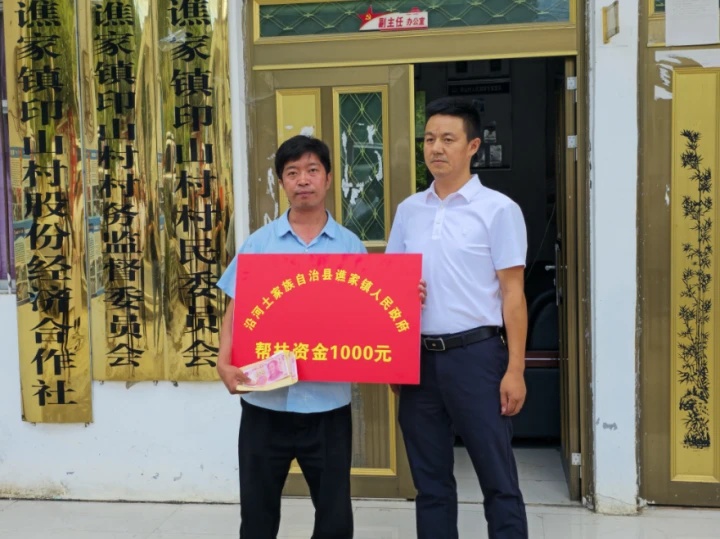 副主任 办公室
谯家镇印山村股份经济合作社
谯家镇印山村村务监督委员会
谯家镇印山村村民委员会
沿河土家族自治县谯家镇人民政府
帮扶资金1000元